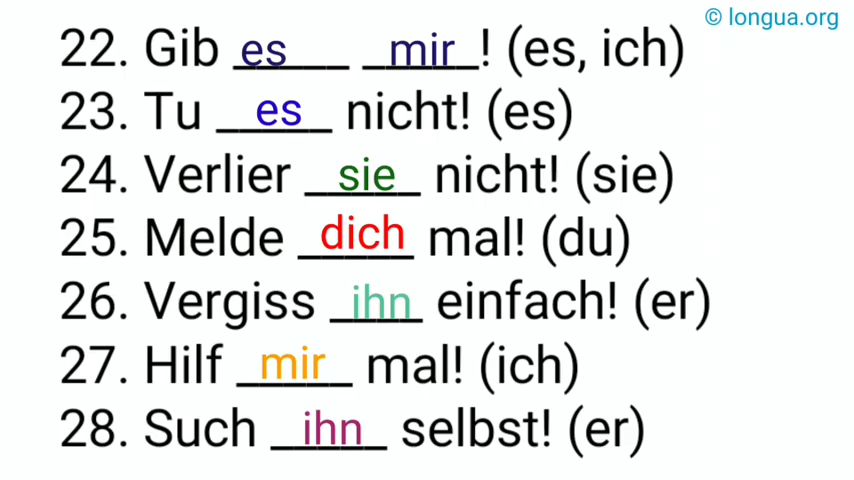 © longua.org
22. Gib es mir! (es, ich)
23. Tu es nicht! (es)
24. Verlier sie nicht! (sie)
25. Melde dich mal! (du)
26. Vergiss ihn einfach! (er)
27. Hilf mir mal! (ich)
28. Such ihn selbst! (er)